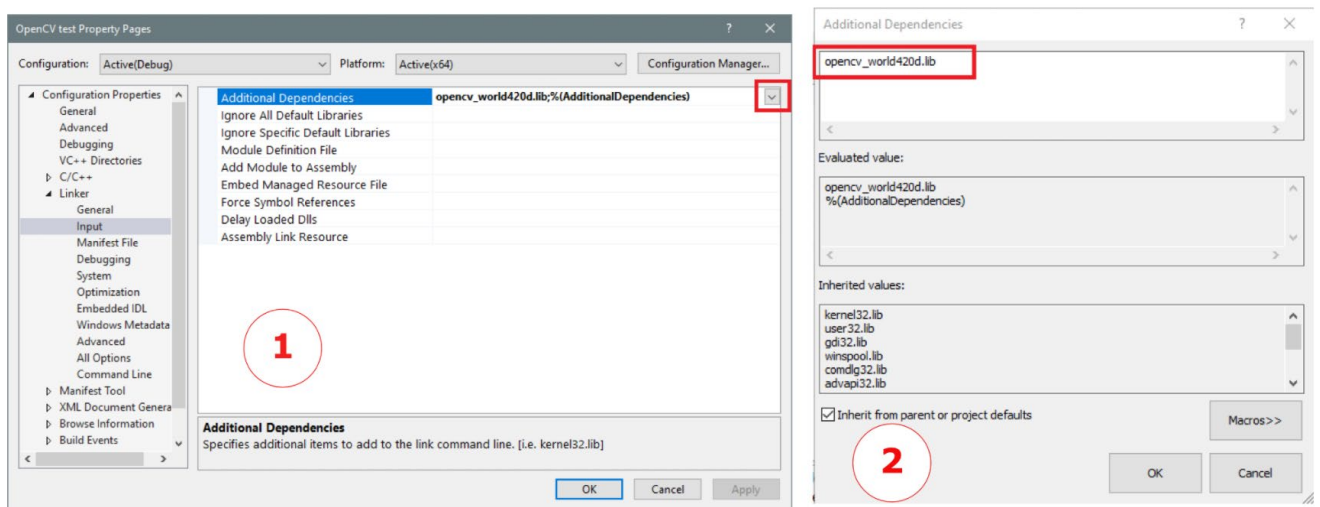 OpenCV test Property Pages
Configuration: Active(Debug) Platform: Active(x64) Configuration Manager...
Configuration Properties
General
Advanced
Debugging
VC++ Directories
C/C++
Linker
General
Input
Manifest File
Debugging
System
Optimization
Embedded IDL
Windows Metadata
Advanced
All Options
Command Line
Manifest Tool
XML Document Genera
Browse Information
Build Events
Additional Dependencies opencv_world420d.lib;%(AdditionalDependencies)
Ignore All Default Libraries
Ignore Specific Default Libraries
Module Definition File
Add Module to Assembly
Embed Managed Resource File
Force Symbol References
Delay Loaded Dlls
Assembly Link Resource
1
Additional Dependencies
Specifies additional items to add to the link command line. [i.e. kernel32.lib]
OK Cancel Apply
Additional Dependencies
opencv_world420d.lib
Evaluated value:
opencv_world420d.lib
%(AdditionalDependencies)
Inherited values:
kernel32.lib
user32.lib
gdi32.lib
winspool.lib
comdlg32.lib
advapi32.lib
Inherit from parent or project defaults
Macros>>
2
OK Cancel